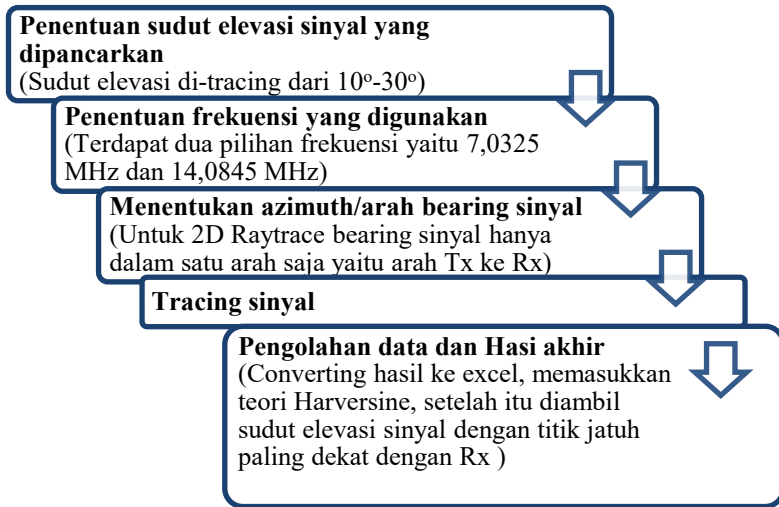 Penentuan sudut elevasi sinyal yang
dipancarkan
(Sudut elevasi di-tracing dari 10°-30°)
Penentuan frekuensi yang digunakan
(Terdapat dua pilihan frekuensi yaitu 7,0325
MHz dan 14,0845 MHz)
Menentukan azimuth/arah bearing sinyal
(Untuk 2D Raytrace bearing sinyal hanya
dalam satu arah saja yaitu arah Tx ke Rx)
Tracing sinyal
Pengolahan data dan Hasi akhir
(Converting hasil ke excel, memasukkan
teori Harversine, setelah itu diambil
sudut elevasi sinyal dengan titik jatuh
paling dekat dengan Rx )